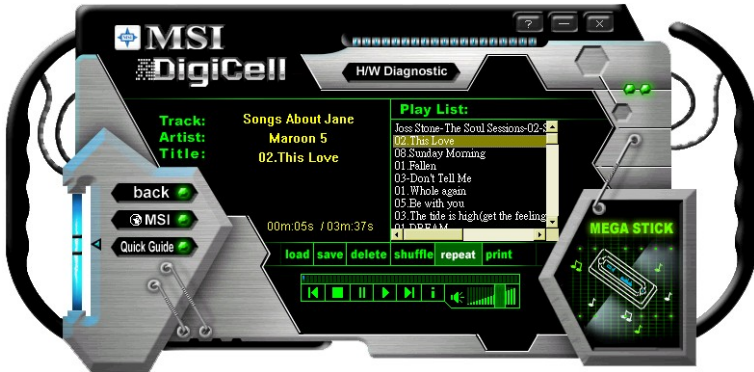 ? — X
MSI
DigiCell
H/W Diagnostic
Track: Songs About Jane
Artist: Maroon 5
Title: 02.This Love
00m:05s / 03m:37s
Play List:
Joss Stone-The Soul Sessions-02-S
02.This Love
08.Sunday Morning
01.Fallen
03-Don't Tell Me
01.Whole again
05.Be with you
03.The tide is high(get the feeling
01.DREAM
back
MSI
Quick Guide
load save delete shuffle repeat print
i
MEGA STICK